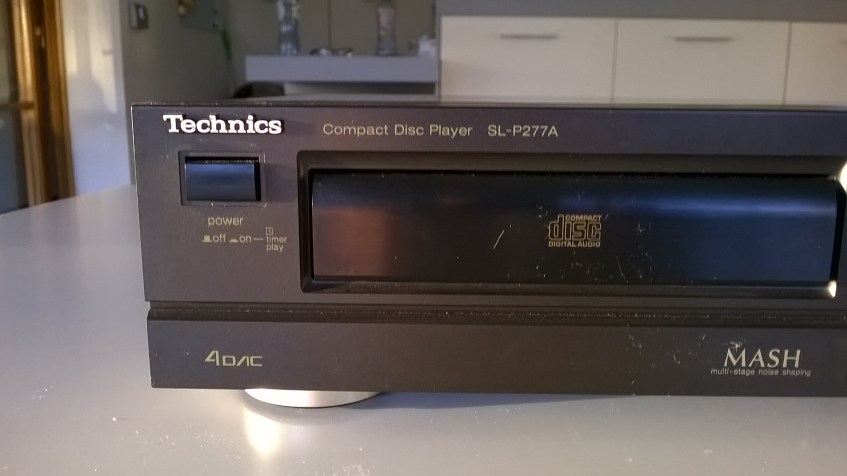 Technics
Compact Disc Player SL-P277A
power
off on timer
play
COMPACT
disc
DIGITAL AUDIO
4DAC
MASH
multi-stage noise shaping